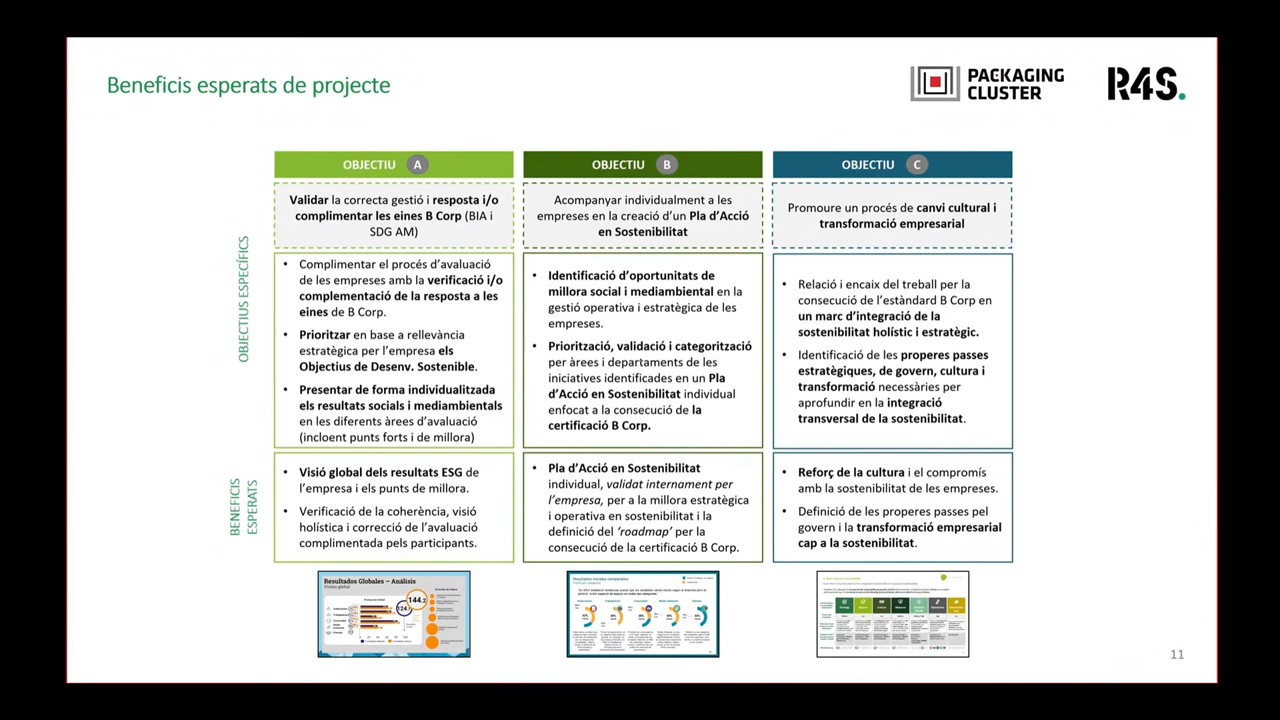 Beneficis esperats de projecte
PACKAGING
CLUSTER
R4S.
OBJECTIU A
OBJECTIU B
OBJECTIU C
OBJECTIUS ESPECÍFICS
Validar la correcta gestió i resposta i/o
complimentar les eines B Corp (BIA i
SDG AM)
Acompanyar individualment a les
empreses en la creació d'un Pla d'Acció
en Sostenibilitat
Promoure un procés de canvi cultural i
transformació empresarial
• Complimentar el procés d'avaluació
de les empreses amb la verificació i/o
complementació de la resposta a les
eines de B Corp.
• Prioritzar en base a rellevància
estratègica per l'empresa els
Objectius de Desenv. Sostenible.
• Presentar de forma individualitzada
els resultats socials i mediambientals
en les diferents àrees d'avaluació
(incloent punts forts i de millora)
• Identificació d'oportunitats de
millora social i mediambiental en la
gestió operativa i estratègica de les
empreses.
• Priorització, validació i categorització
per àrees i departaments de les
iniciatives identificades en un Pla
d'Acció en Sostenibilitat individual
enfocat a la consecució de la
certificació B Corp.
• Relació i encaix del treball per la
consecució de l'estàndard B Corp en
un marc d'integració de la
sostenibilitat holístic i estratègic.
• Identificació de les properes passes
estratègiques, de govern, cultura i
transformació necessàries per
aprofundir en la integració
transversal de la sostenibilitat.
BENEFICIS
ESPERATS
• Visió global dels resultats ESG de
l'empresa i els punts de millora.
• Verificació de la coherència, visió
holística i correcció de l'avaluació
complimentada pels participants.
• Pla d'Acció en Sostenibilitat
individual, validat internament per
l'empresa, per a la millora estratègica
i operativa en sostenibilitat i la
definició del 'roadmap' per la
consecució de la certificació B Corp.
• Reforç de la cultura i el compromís
amb la sostenibilitat de les empreses.
• Definició de les properes passes pel
govern i la transformació empresarial
cap a la sostenibilitat.
Resultados Globales – Análisis
Visión global
144.2
Resultados iniciales comparados
11